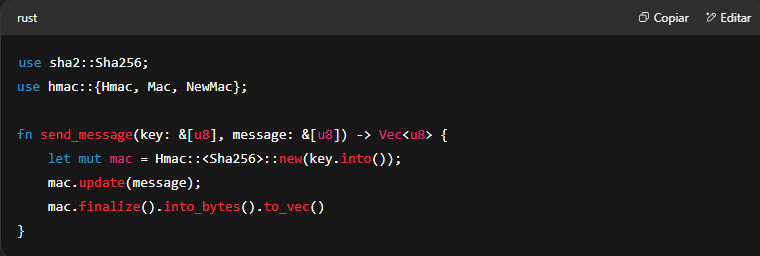 rust Copiar Editar
use sha2::Sha256;
use hmac::{Hmac, Mac, NewMac};
fn send_message(key: &[u8], message: &[u8]) -> Vec<u8> {
    let mut mac = Hmac::<Sha256>::new(key.into());
    mac.update(message);
    mac.finalize().into_bytes().to_vec()
}